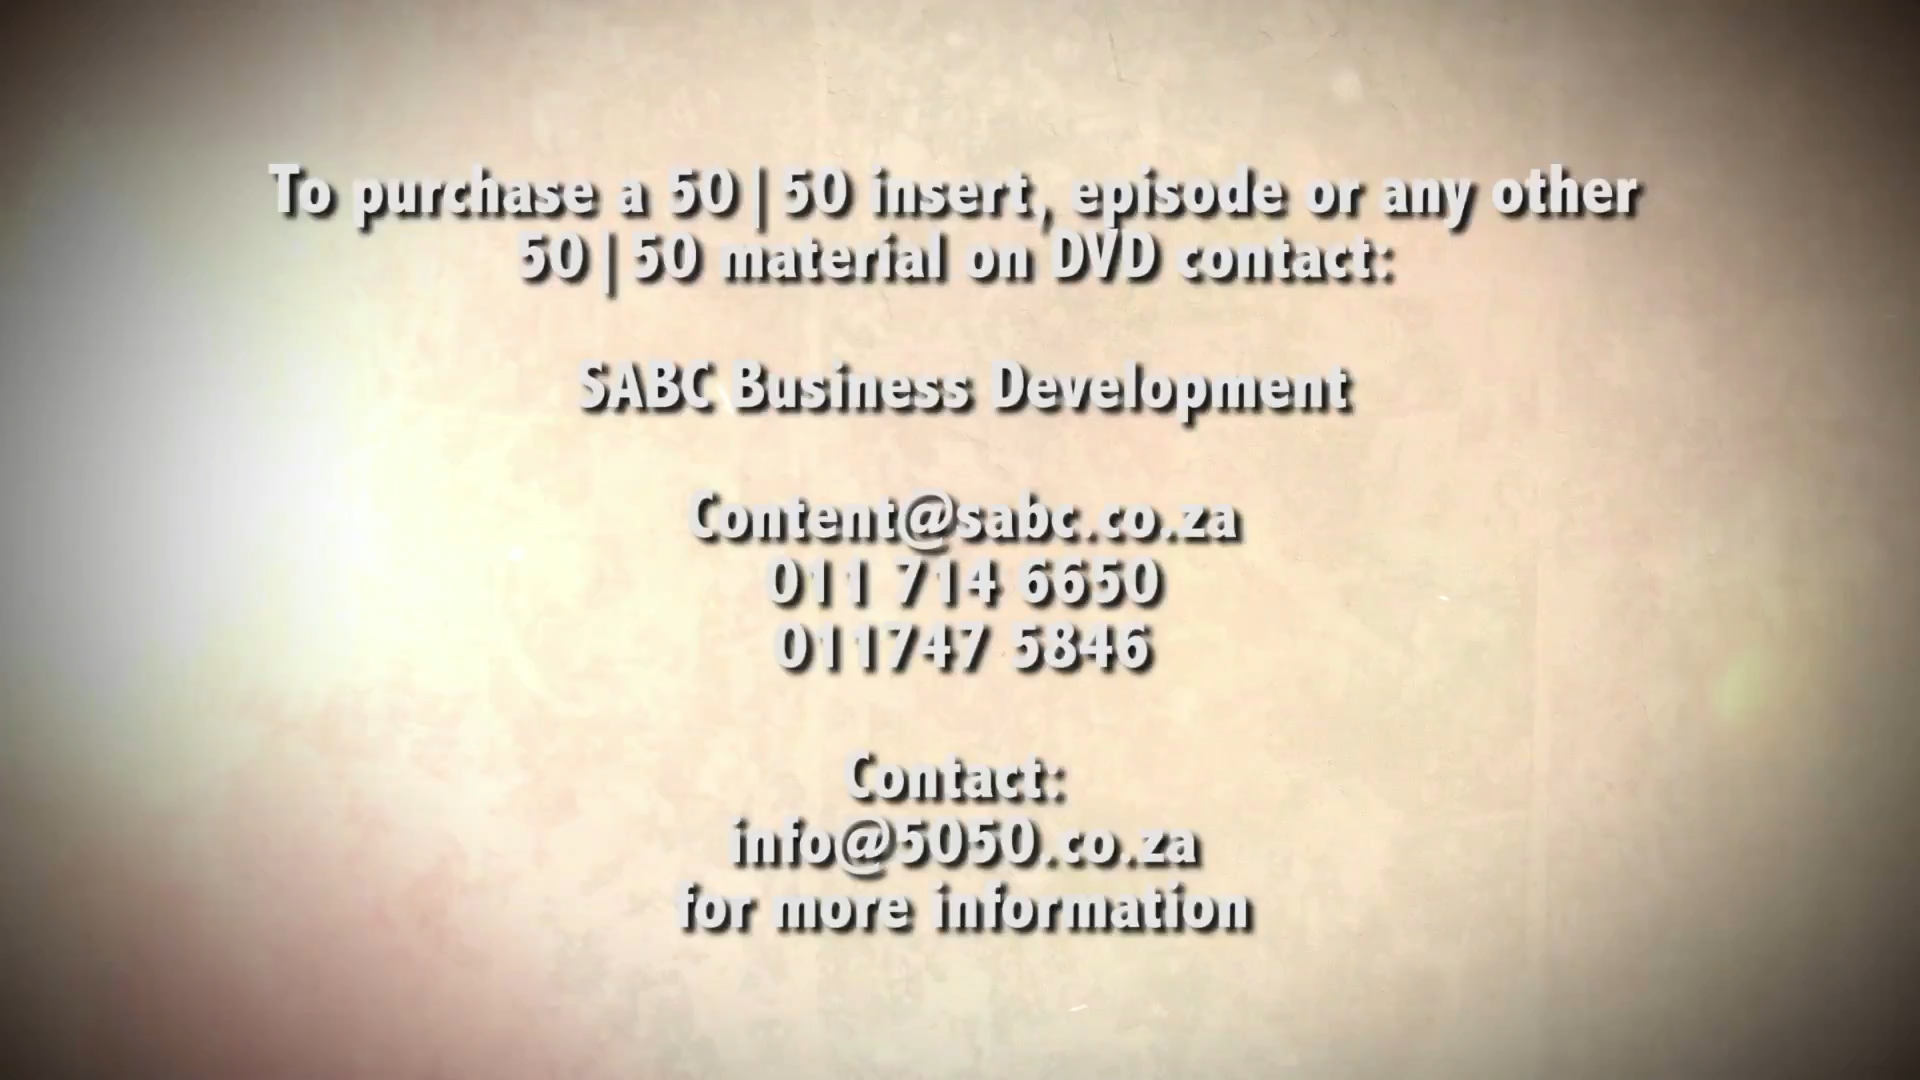 To purchase a 50|50 insert, episode or any other
50|50 material on DVD contact:
SABC Business Development
Content@sabc.co.za
011 714 6650
011747 5846
Contact:
info@5050.co.za
for more information